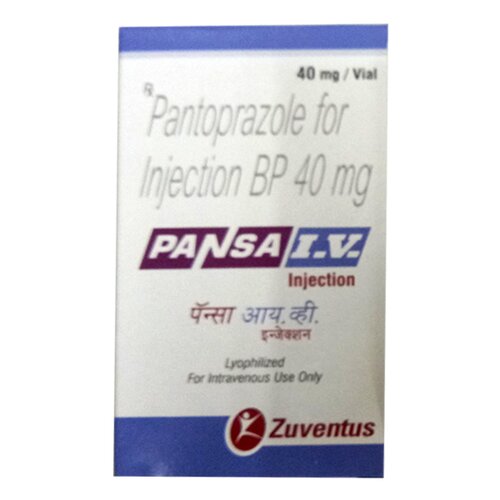 40 mg / Vial
℞ Pantoprazole for
Injection BP 40 mg
PANSA I.V.
Injection
पॅन्सा आय.व्ही.
इन्जेक्शन
Lyophilized
For Intravenous Use Only
Zuventus